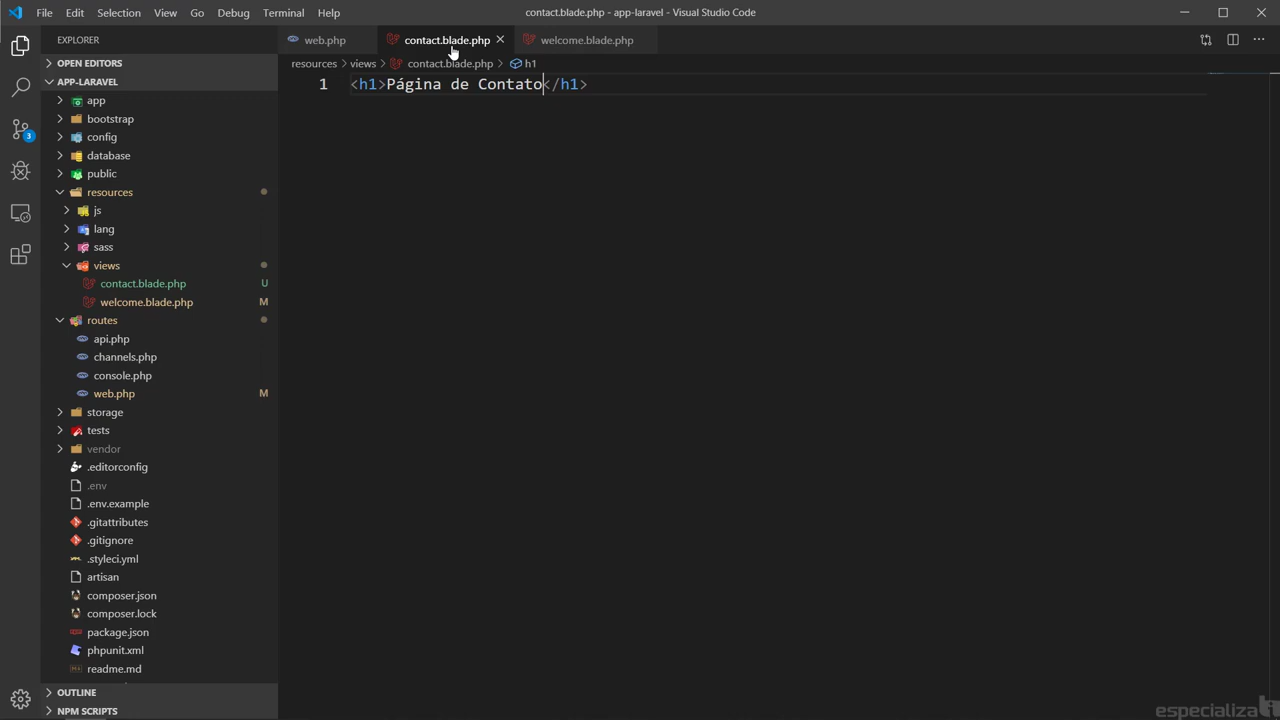 File Edit Selection View Go Debug Terminal Help contact.blade.php - app-laravel - Visual Studio Code
EXPLORER
web.php contact.blade.php welcome.blade.php
OPEN EDITORS
resources views contact.blade.php h1
APP-LARAVEL
1 <h1>Página de Contato</h1>
app
bootstrap
3
config
database
public
resources
js
lang
sass
views
contact.blade.php U
welcome.blade.php M
routes
api.php
channels.php
console.php
web.php M
storage
tests
vendor
.editorconfig
.env
.env.example
.gitattributes
.gitignore
.styleci.yml
artisan
composer.json
composer.lock
package.json
phpunit.xml
readme.md
OUTLINE
NPM SCRIPTS
especializati